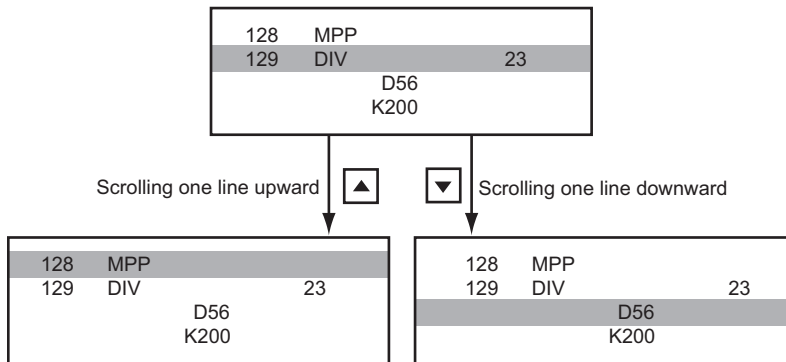 128 MPP
129 DIV 23
D56
K200
Scrolling one line upward ▲ ▼ Scrolling one line downward
128 MPP
129 DIV 23
D56
K200
128 MPP
129 DIV 23
D56
K200